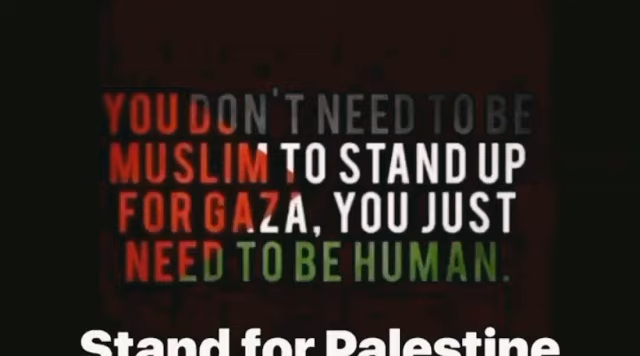 YOU DON'T NEED TO BE
MUSLIM TO STAND UP
FOR GAZA, YOU JUST
NEED TO BE HUMAN.
Stand for Palestine